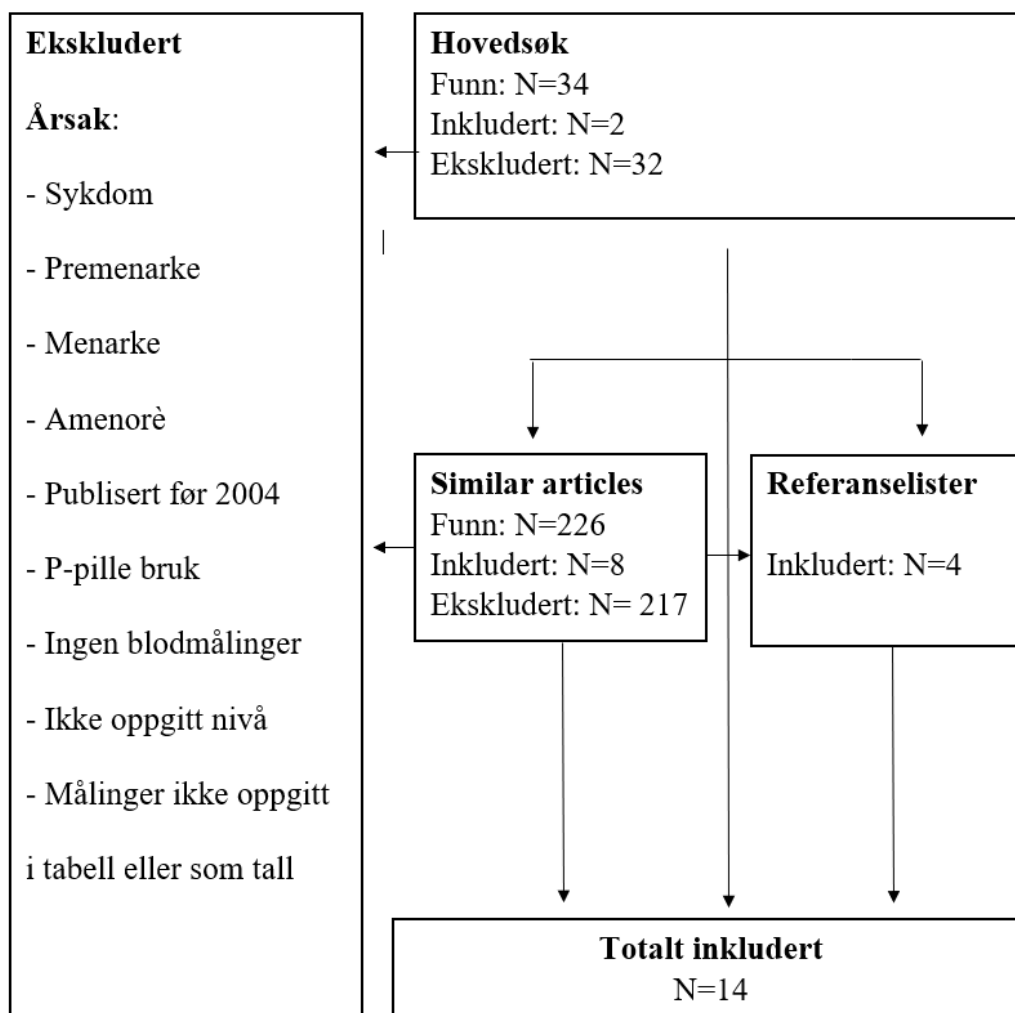 Ekskludert
Årsak:
- Sykdom
- Premenarke
- Menarke
- Amenorè
- Publisert før 2004
- P-pille bruk
- Ingen blodmålinger
- Ikke oppgitt nivå
- Målinger ikke oppgitt
i tabell eller som tall
Hovedsøk
Funn: N=34
Inkludert: N=2
Ekskludert: N=32
Similar articles
Funn: N=226
Inkludert: N=8
Ekskludert: N= 217
Referanselister
Inkludert: N=4
Totalt inkludert
N=14